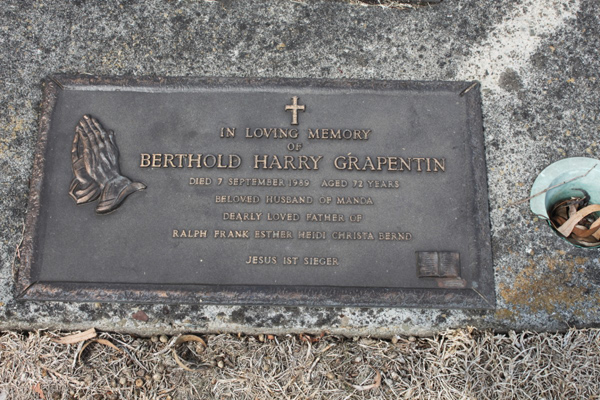 IN LOVING MEMORY
OF
BERTHOLD HARRY GRAPENTIN
DIED 7 SEPTEMBER 1989 AGED 72 YEARS
BELOVED HUSBAND OF MANDA
DEARLY LOVED FATHER OF
RALPH FRANK ESTHER HEIDI CHRISTA BERND
JESUS IST SIEGER